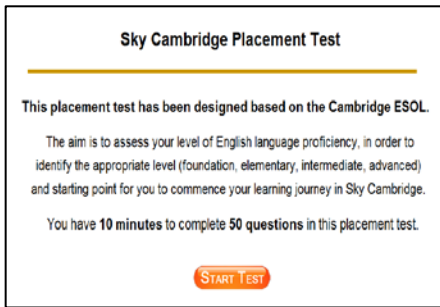 Sky Cambridge Placement Test
This placement test has been designed based on the Cambridge ESOL.
The aim is to assess your level of English language proficiency, in order to
identify the appropriate level (foundation, elementary, intermediate, advanced)
and starting point for you to commence your learning journey in Sky Cambridge.
You have 10 minutes to complete 50 questions in this placement test.
START TEST